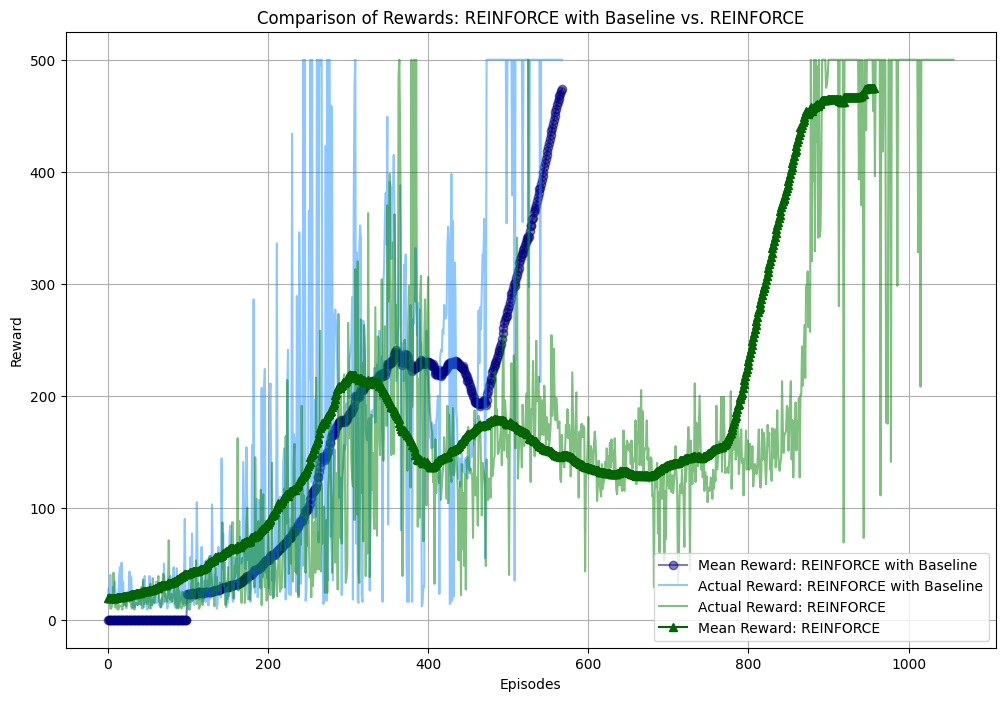 Comparison of Rewards: REINFORCE with Baseline vs. REINFORCE
Reward
500
400
300
200
100
0
0 200 400 600 800 1000
Episodes
Mean Reward: REINFORCE with Baseline
Actual Reward: REINFORCE with Baseline
Actual Reward: REINFORCE
Mean Reward: REINFORCE